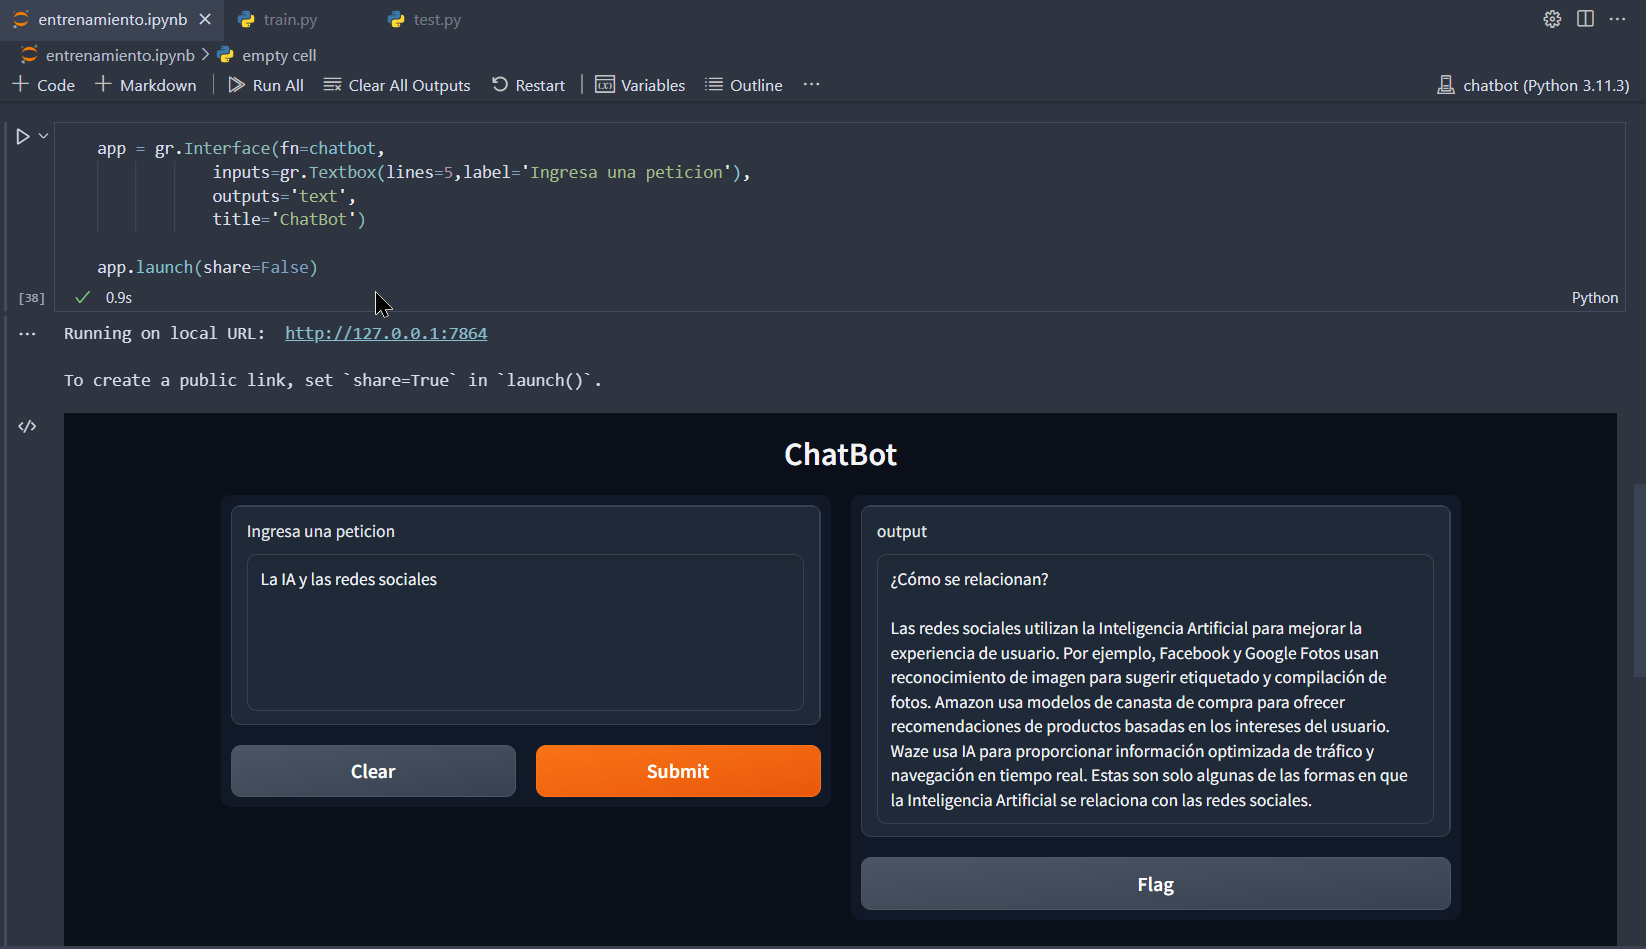 entrenamiento.ipynb train.py test.py
entrenamiento.ipynb > empty cell
+ Code + Markdown Run All Clear All Outputs Restart Variables Outline ... chatbot (Python 3.11.3)
app = gr.Interface(fn=chatbot,
inputs=gr.Textbox(lines=5,label='Ingresa una peticion'),
outputs='text',
title='ChatBot')
app.launch(share=False)
[38] 0.9s Python
Running on local URL: http://127.0.0.1:7864
To create a public link, set `share=True` in `launch()`.
ChatBot
Ingresa una peticion
La IA y las redes sociales
Clear Submit
output
¿Cómo se relacionan?
Las redes sociales utilizan la Inteligencia Artificial para mejorar la
experiencia de usuario. Por ejemplo, Facebook y Google Fotos usan
reconocimiento de imagen para sugerir etiquetado y compilación de
fotos. Amazon usa modelos de canasta de compra para ofrecer
recomendaciones de productos basadas en los intereses del usuario.
Waze usa IA para proporcionar información optimizada de tráfico y
navegación en tiempo real. Estas son solo algunas de las formas en que
la Inteligencia Artificial se relaciona con las redes sociales.
Flag